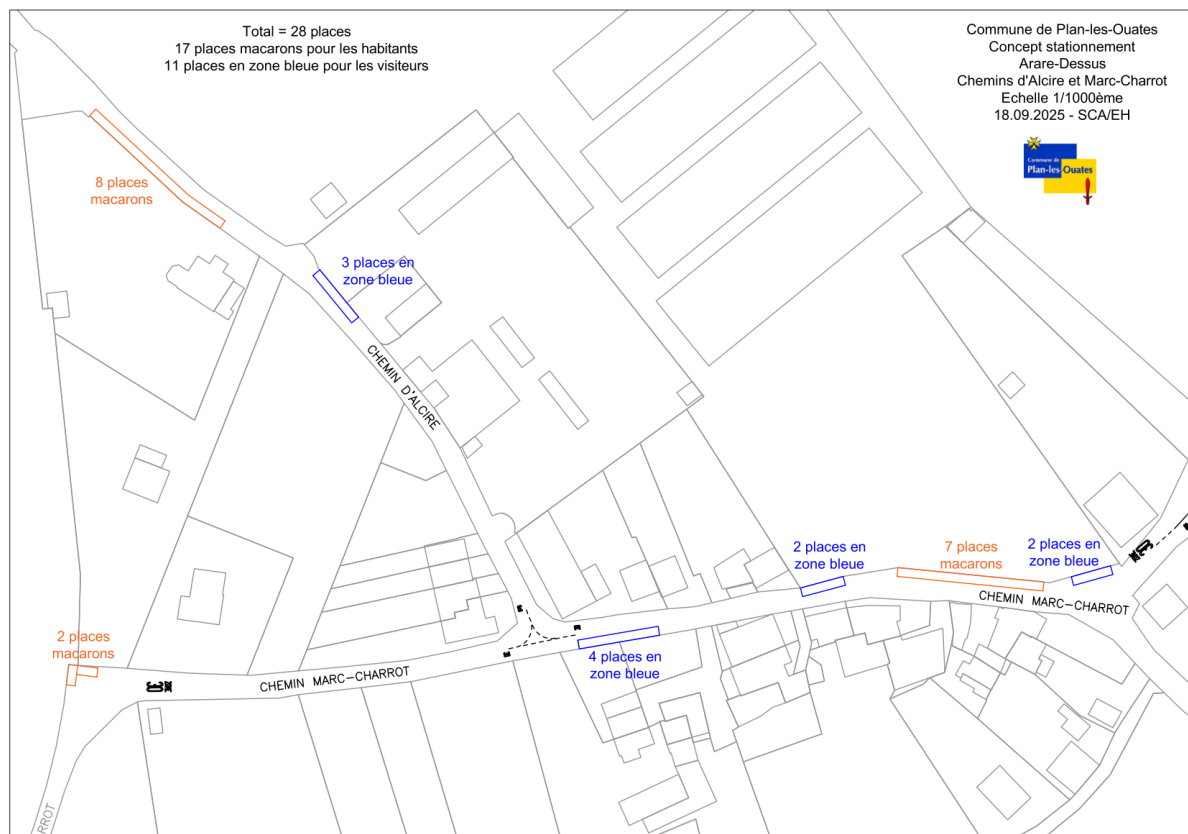 Total = 28 places
17 places macarons pour les habitants
11 places en zone bleue pour les visiteurs
Commune de Plan-les-Ouates
Concept stationnement
Arare-Dessus
Chemins d'Alcire et Marc-Charrot
Echelle 1/1000ème
18.09.2025 - SCA/EH
Commune de
Plan-les-Ouates
8 places
macarons
3 places en
zone bleue
CHEMIN D'ALCIRE
2 places en
zone bleue
7 places
macarons
2 places en
zone bleue
CHEMIN MARC-CHARROT
2 places
macarons
4 places en
zone bleue
CHEMIN MARC-CHARROT
RROT